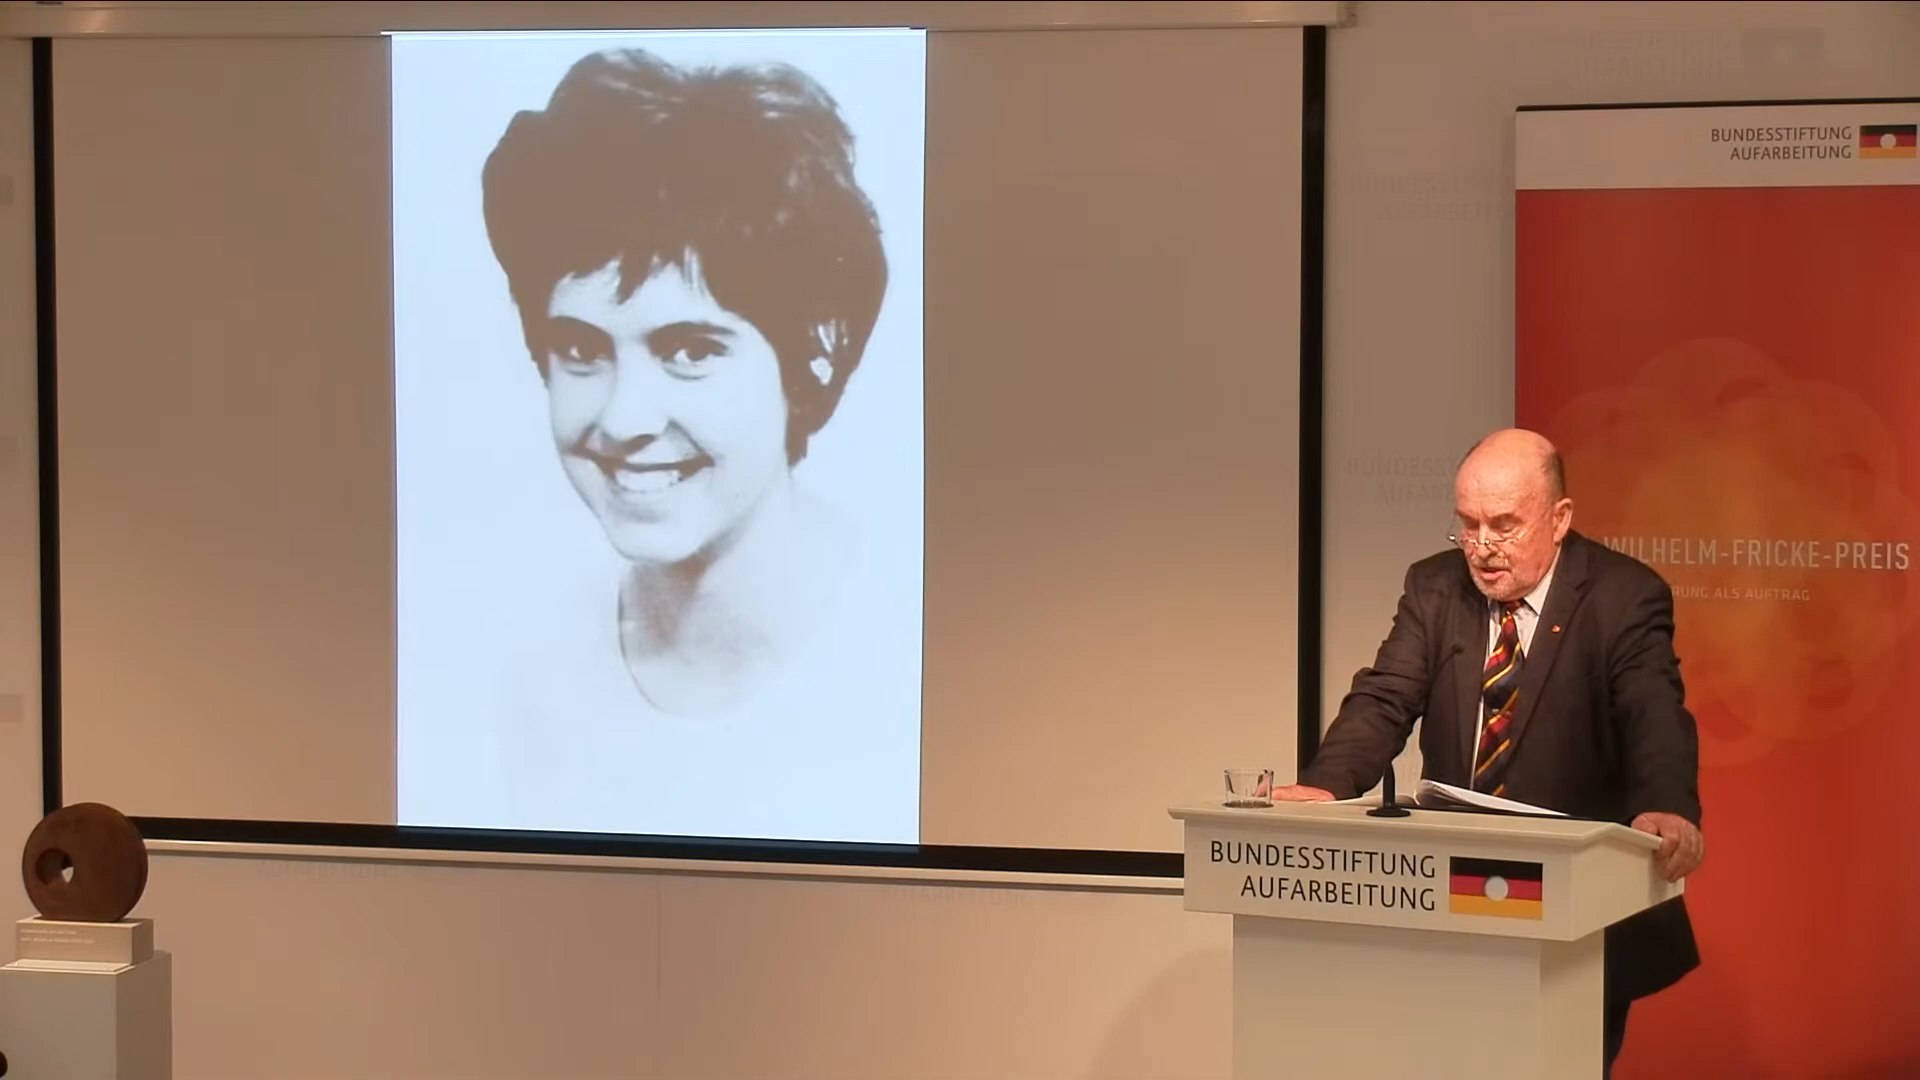 BUNDESSTIFTUNG
AUFARBEITUNG
WILHELM-FRICKE-PREIS
RUNG ALS AUFTRAG
BUNDESSTIFTUNG
AUFARBEITUNG